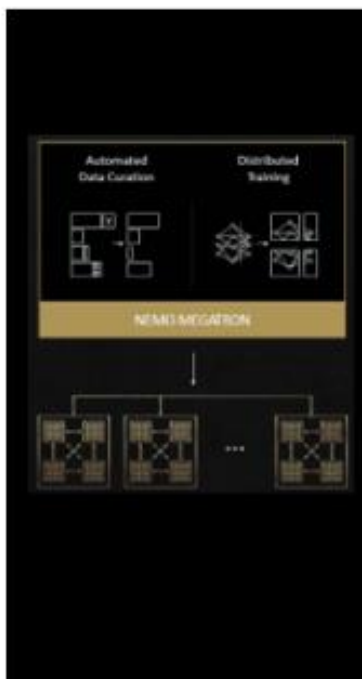 Automated
Data Curation
Distributed
Training
NEMO MEGATRON
...